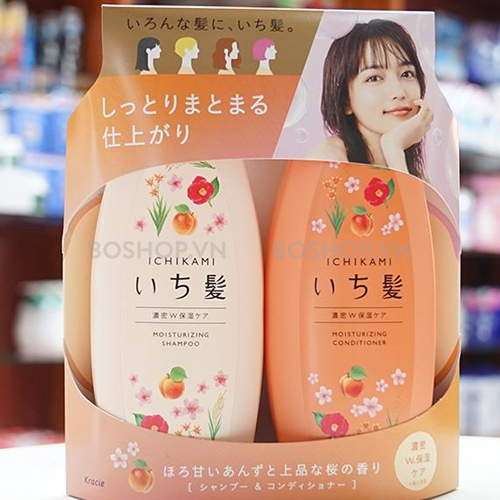 いろんな髪に、いち髪。
しっとりまとまる
仕上がり
BOSHOP.VN
BOSHOP.VN
ICHIKAMI
いち髪
濃密W保湿ケア
MOISTURIZING
SHAMPOO
ICHIKAMI
いち髪
濃密W保湿ケア
MOISTURIZING
CONDITIONER
Kracie
ほろ甘いあんずと上品な桜の香り
[ シャンプー & コンディショナー ]
濃密
W保湿
ケア